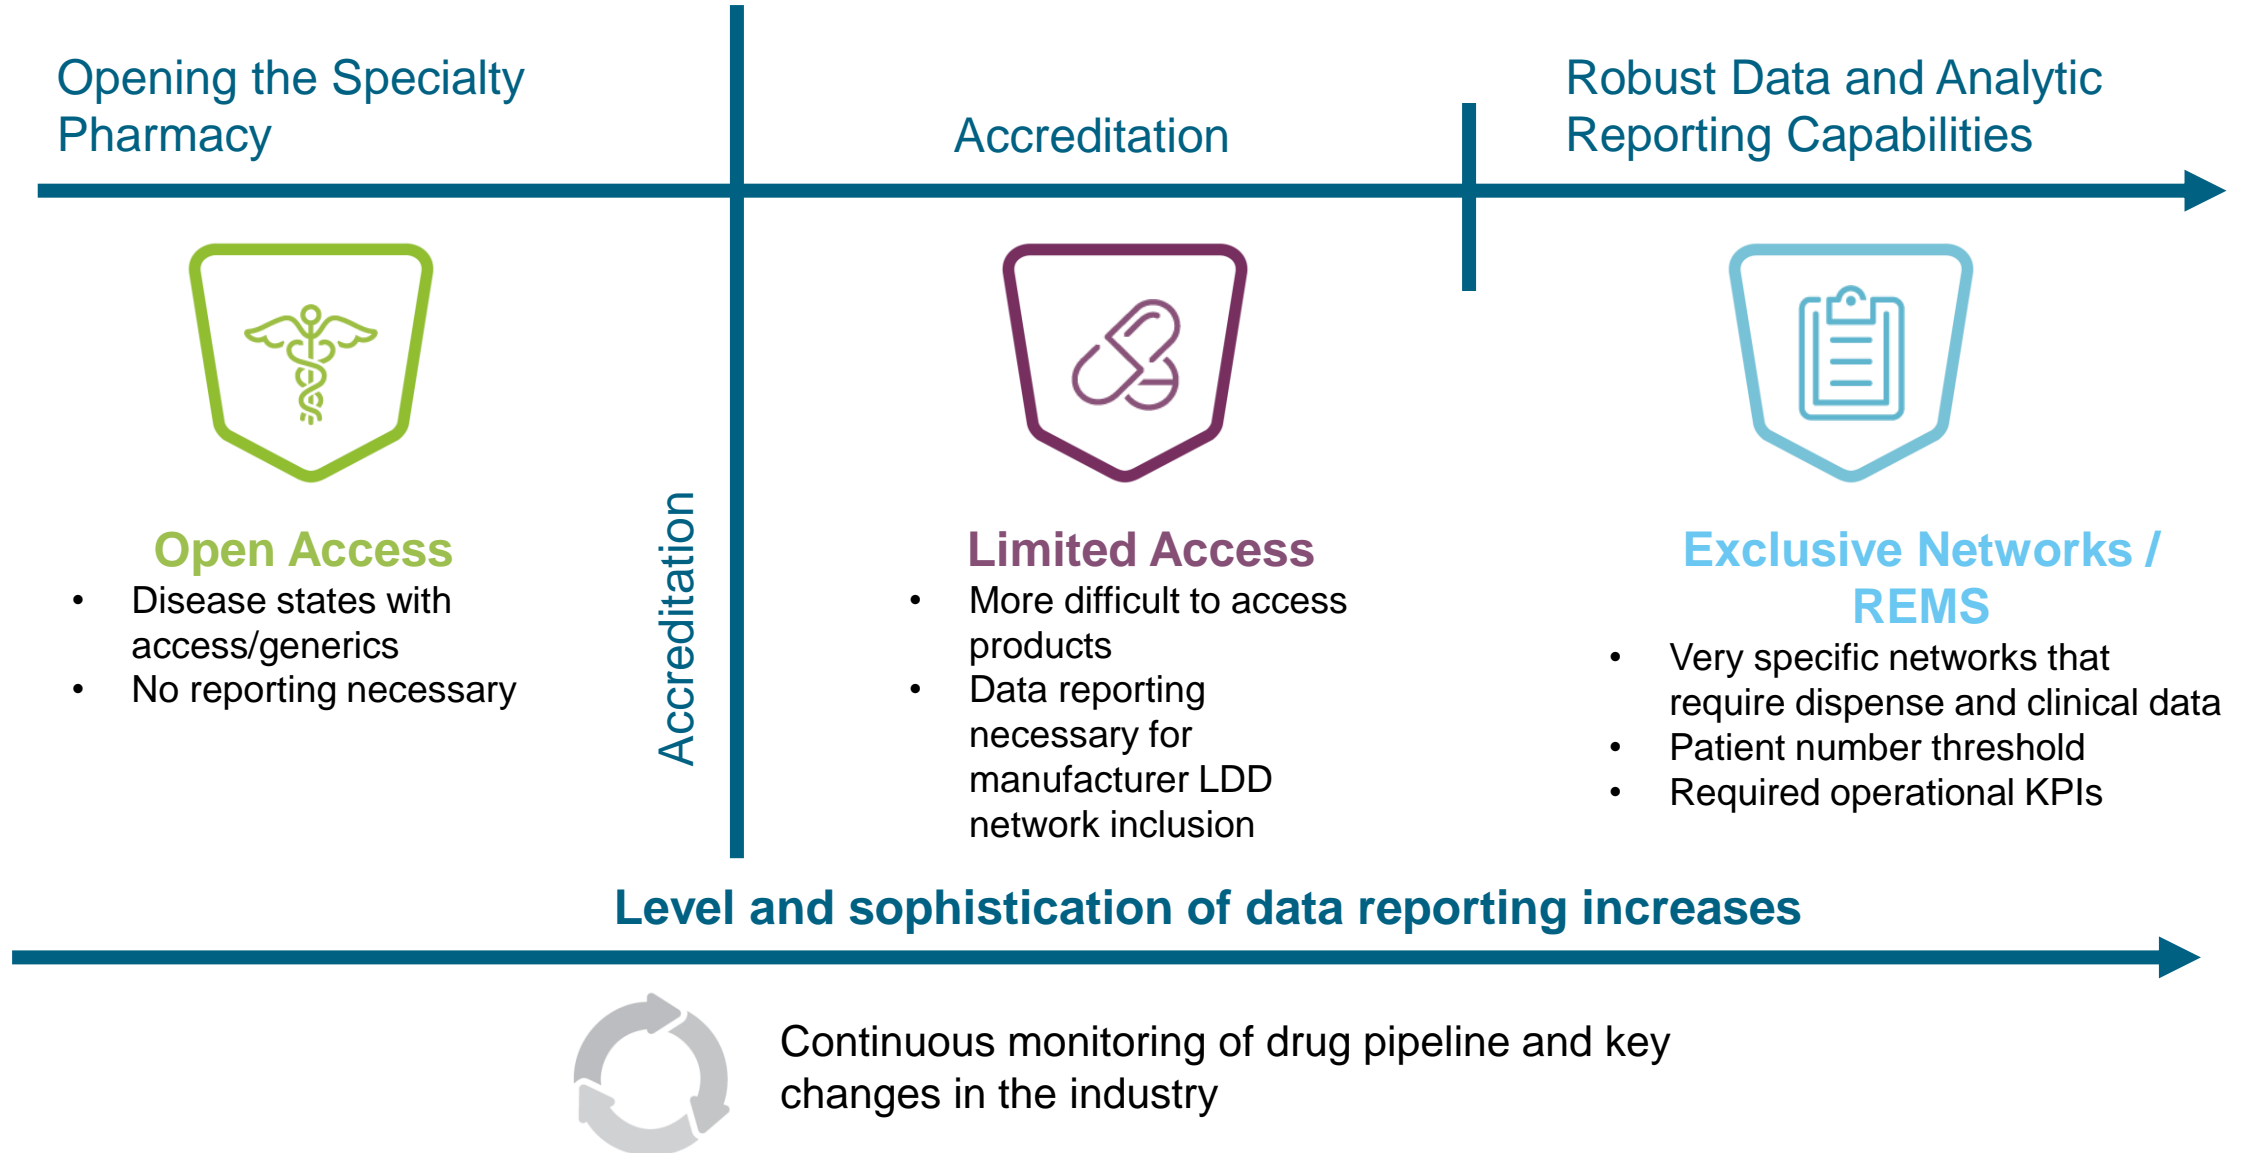 Opening the Specialty
Pharmacy
Accreditation
Robust Data and Analytic
Reporting Capabilities
Accreditation
Open Access
• Disease states with
access/generics
• No reporting necessary
Limited Access
• More difficult to access
products
• Data reporting
necessary for
manufacturer LDD
network inclusion
Exclusive Networks /
REMS
• Very specific networks that
require dispense and clinical data
• Patient number threshold
• Required operational KPIs
Level and sophistication of data reporting increases
Continuous monitoring of drug pipeline and key
changes in the industry